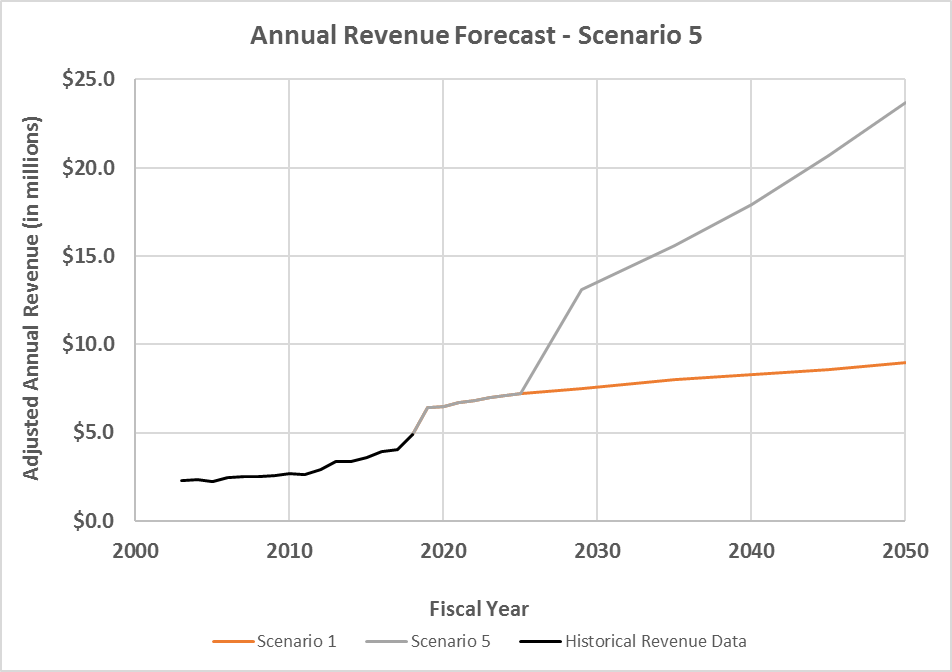 Annual Revenue Forecast - Scenario 5
Adjusted Annual Revenue (in millions)
$25.0
$20.0
$15.0
$10.0
$5.0
$0.0
2000 2010 2020 2030 2040 2050
Fiscal Year
Scenario 1 Scenario 5 Historical Revenue Data